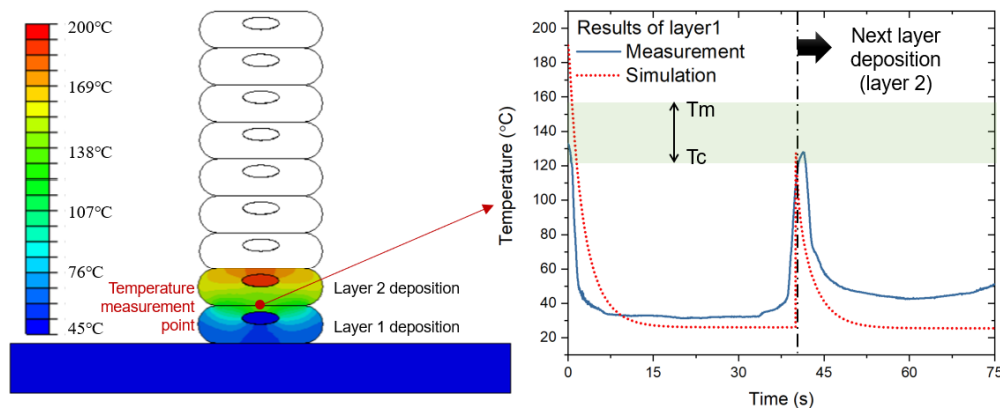 200℃
169℃
138℃
107℃
76℃
45℃
Temperature
measurement
point
Layer 2 deposition
Layer 1 deposition
Results of layer1
Measurement
Simulation
Next layer
deposition
(layer 2)
Tm
Tc
Temperature (°C)
210
200
180
160
140
120
100
80
60
40
20
0
15
30
45
60
75
Time (s)